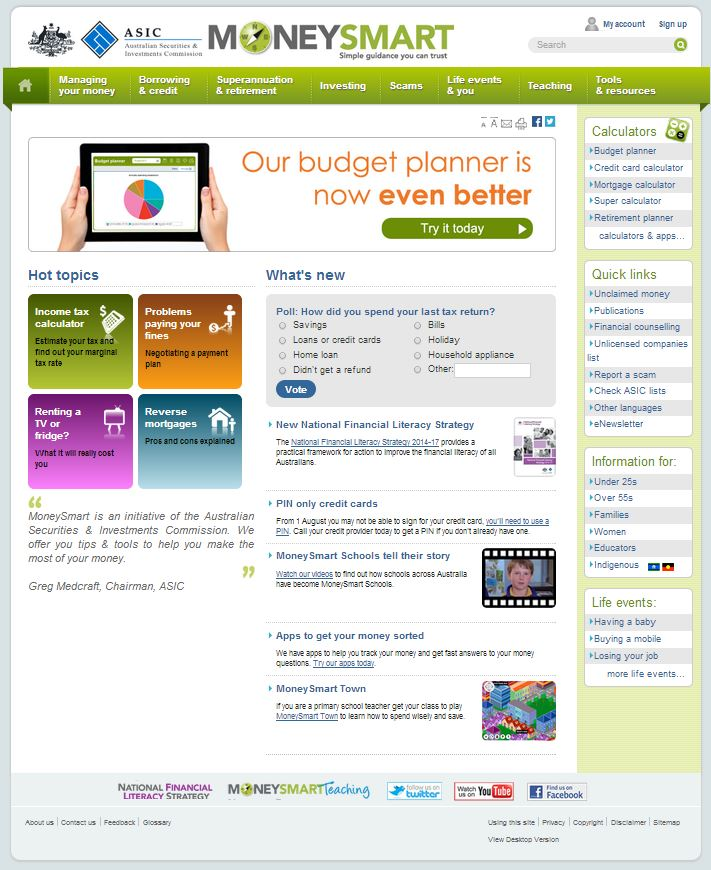 ASIC
Australian Securities &
Investments Commission
MONEYSMART
Simple guidance you can trust
My account Sign up
Search
Managing
your money
Borrowing
& credit
Superannuation
& retirement
Investing
Scams
Life events
& you
Teaching
Tools
& resources
A A
Budget planner
Our budget planner is
now even better
Try it today
Hot topics
Income tax
calculator
Estimate your tax and
find out your marginal
tax rate
Problems
paying your
fines
Negotiating a payment
plan
Renting a
TV or
fridge?
What it will really cost
you
Reverse
mortgages
Pros and cons explained
“
MoneySmart is an initiative of the Australian
Securities & Investments Commission. We
offer you tips & tools to help you make the
most of your money.
”
Greg Medcraft, Chairman, ASIC
What's new
Poll: How did you spend your last tax return?
Savings Bills
Loans or credit cards Holiday
Home loan Household appliance
Didn't get a refund Other:
Vote
New National Financial Literacy Strategy
The National Financial Literacy Strategy 2014-17 provides a
practical framework for action to improve the financial literacy of all
Australians.
PIN only credit cards
From 1 August you may not be able to sign for your credit card, you'll need to use a
PIN. Call your credit provider today to get a PIN if you don't already have one.
MoneySmart Schools tell their story
Watch our videos to find out how schools across Australia
have become MoneySmart Schools.
Apps to get your money sorted
We have apps to help you track your money and get fast answers to your money
questions. Try our apps today.
MoneySmart Town
If you are a primary school teacher get your class to play
MoneySmart Town to learn how to spend wisely and save.
Calculators
Budget planner
Credit card calculator
Mortgage calculator
Super calculator
Retirement planner
calculators & apps...
Quick links
Unclaimed money
Publications
Financial counselling
Unlicensed companies
list
Report a scam
Check ASIC lists
Other languages
eNewsletter
Information for:
Under 25s
Over 55s
Families
Women
Educators
Indigenous
Life events:
Having a baby
Buying a mobile
Losing your job
more life events...
NATIONAL FINANCIAL
LITERACY STRATEGY
MONEYSMART Teaching
follow us on
twitter
Watch
us on YouTube
Find us on
Facebook
About us Contact us Feedback Glossary
Using this site Privacy Copyright Disclaimer Sitemap
View Desktop Version